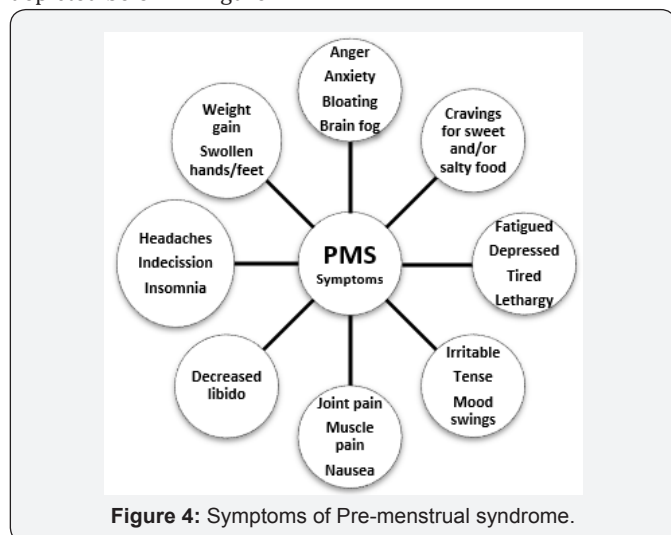 Anger
Anxiety
Bloating
Brain fog
Cravings
for sweet
and/or
salty food
Fatigued
Depressed
Tired
Lethargy
Irritable
Tense
Mood
swings
Joint pain
Muscle
pain
Nausea
Decreased
libido
Headaches
Indecission
Insomnia
Weight
gain
Swollen
hands/feet
PMS
Symptoms
Figure 4: Symptoms of Pre-menstrual syndrome.